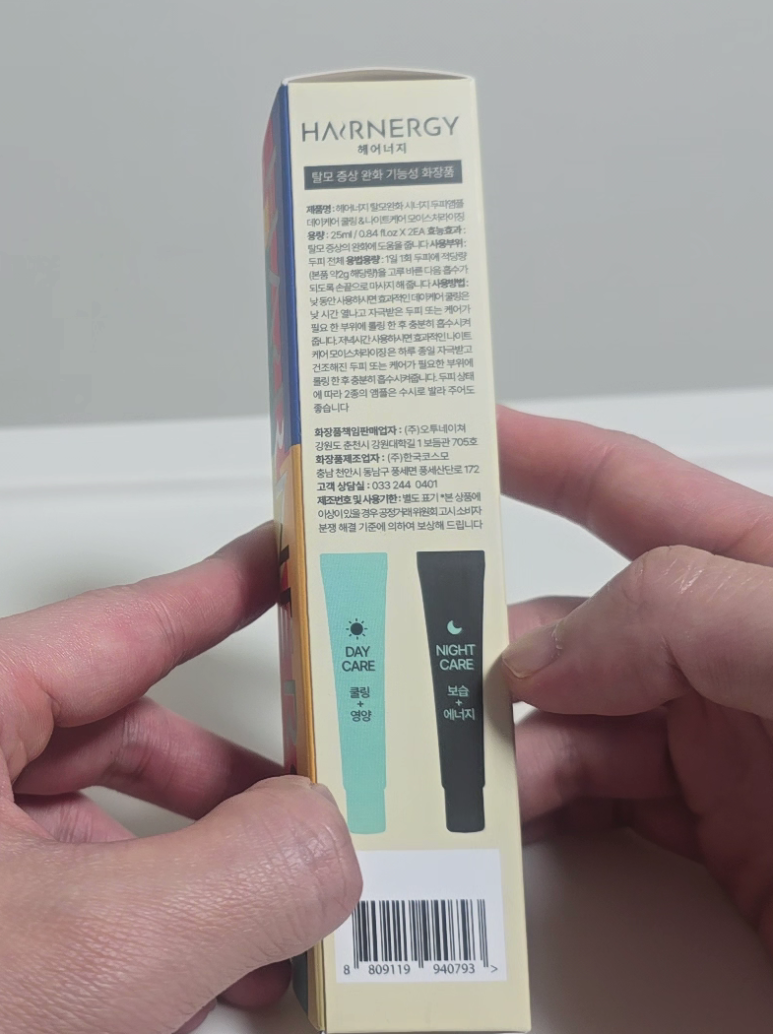 HAIRNERGY
헤어너지
탈모 증상 완화 기능성 화장품
제품명 : 헤어너지 탈모완화 시너지 두피앰플
데이케어 쿨링 & 나이트케어 모이스처라이징
용량 : 25ml / 0.84 fl.oz X 2EA 효능효과 :
탈모 증상의 완화에 도움을 줍니다 사용부위 :
두피 전체 용법용량 : 1일 1회 두피에 적당량
(본품 약2g 해당량)을 고루 바른 다음 흡수가
되도록 손끝으로 마사지 해 줍니다 사용방법 :
낮 동안 사용하시면 효과적인 데이케어 쿨링은
낮 시간 열나고 자극받은 두피 또는 케어가
필요 한 부위에 롤링 한 후 충분히 흡수시켜
줍니다. 저녁시간 사용하시면 효과적인 나이트
케어 모이스처라이징은 하루 종일 자극받고
건조해진 두피 또는 케어가 필요한 부위에
롤링 한 후 충분히 흡수시켜줍니다. 두피 상태
에 따라 2종의 앰플은 수시로 발라 주어도
좋습니다
화장품책임판매업자 : (주)오투네이쳐
강원도 춘천시 강원대학길 1 보듬관 705호
화장품제조업자 : (주)한국코스모
충남 천안시 동남구 풍세면 풍세산단로 172
고객 상담실 : 033 244 0401
제조번호 및 사용기한 : 별도 표기 *본 상품에
이상이 있을 경우 공정거래 위원회 고시 소비자
분쟁 해결 기준에 의하여 보상해 드립니다
DAY
CARE
쿨링
+
영양
NIGHT
CARE
보습
+
에너지
8 809119 940793 >